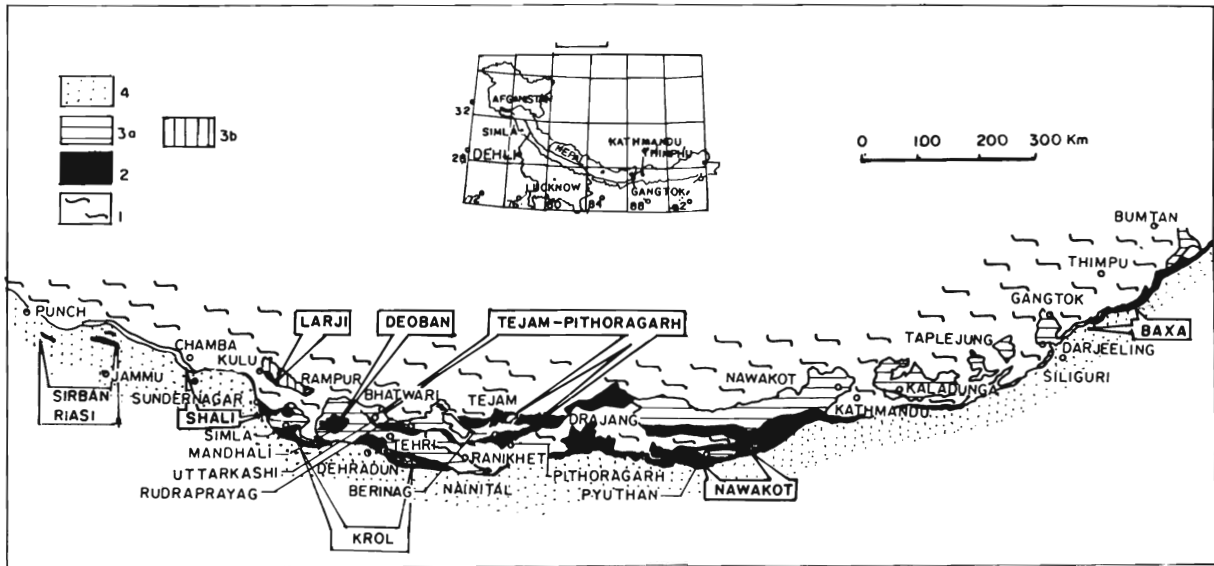 4
3a
3b
2
1
AFGANISTAN
32
SIMLA
28
DEHLH
NEPAL
KATHMANDU
THIMPHU
LUCKNOW
GANGTOK
72°
76
80
84
88
92°
0 100 200 300 Km
BUMTAN
THIMPU
GANGTOK
BAXA
DARJEELING
SILIGURI
TAPLEJUNG
KALADUNGA
KATHMANDU
NAWAKOT
PUNCH
CHAMBA
KULU
LARJI
DEOBAN
TEJAM-PITHORAGARH
RAMPUR
BHATWARI
TEJAM
DRAJANG
JAMMU
SIRBAN
RIASI
SUNDERNAGAR
SHALI
SIMLA
MANDHALI
UTTARKASHI
RUDRAPRAYAG
DEHRADUN
TEHRI
RANIKHET
BERINAG
NAINITAL
PITHORAGARH
PYUTHAN
NAWAKOT
KROL